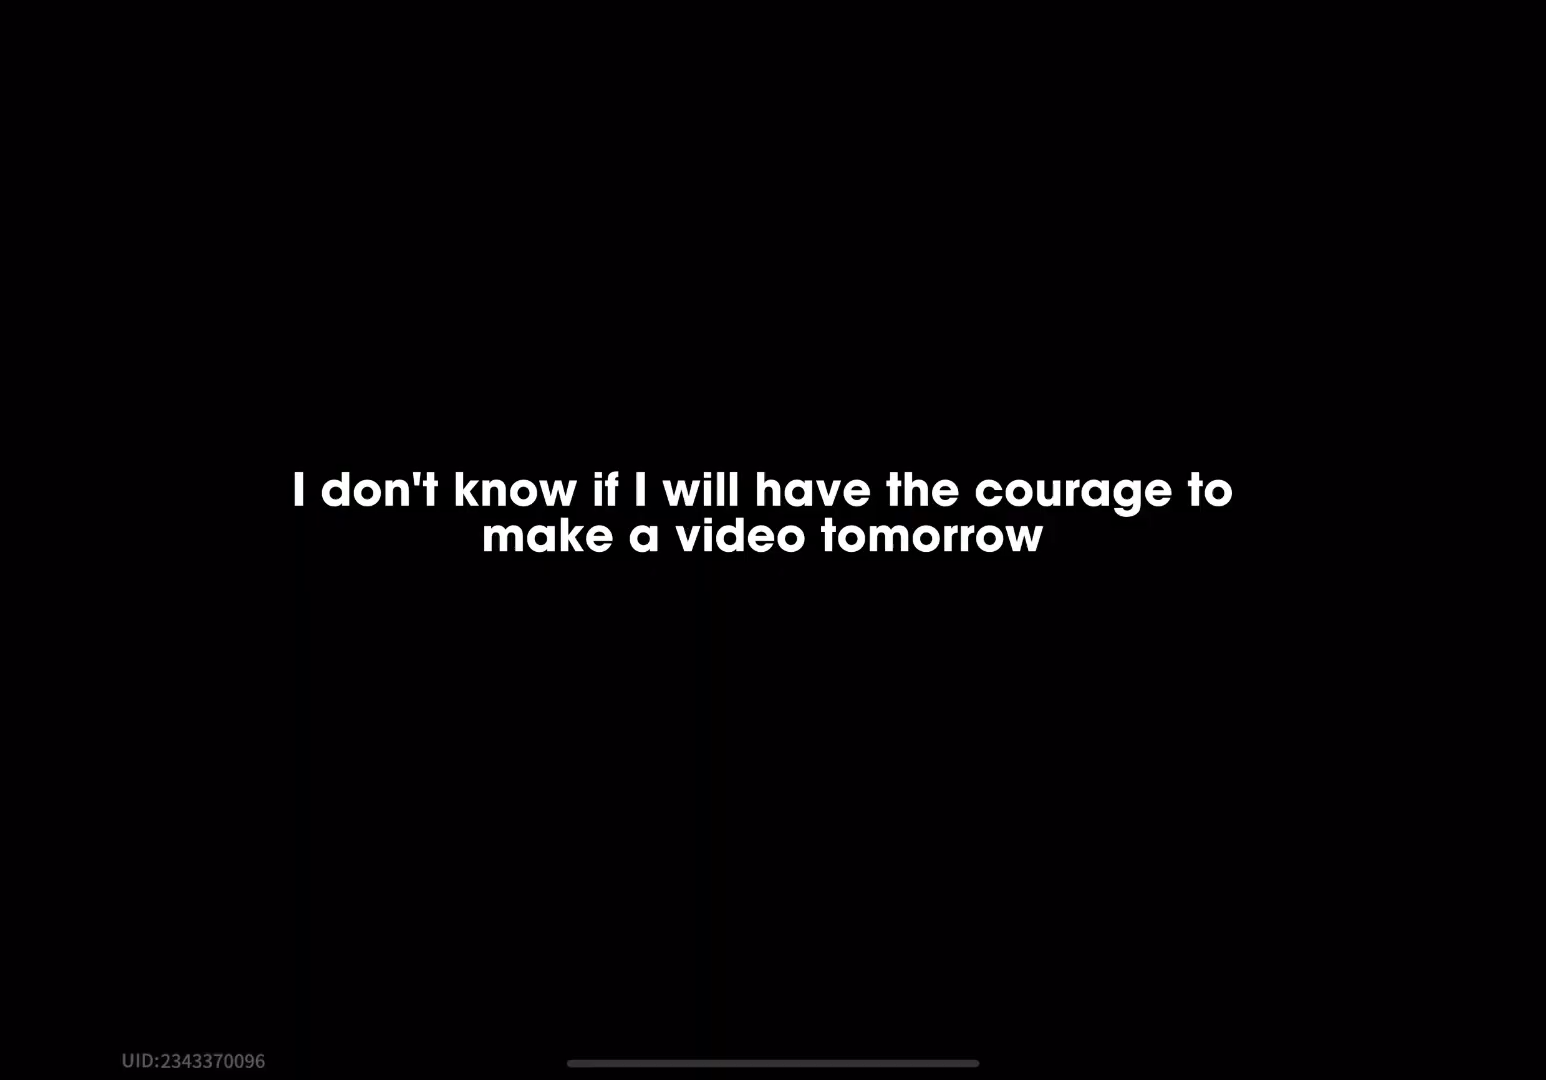 I don't know if I will have the courage to
make a video tomorrow
UID:2343370096